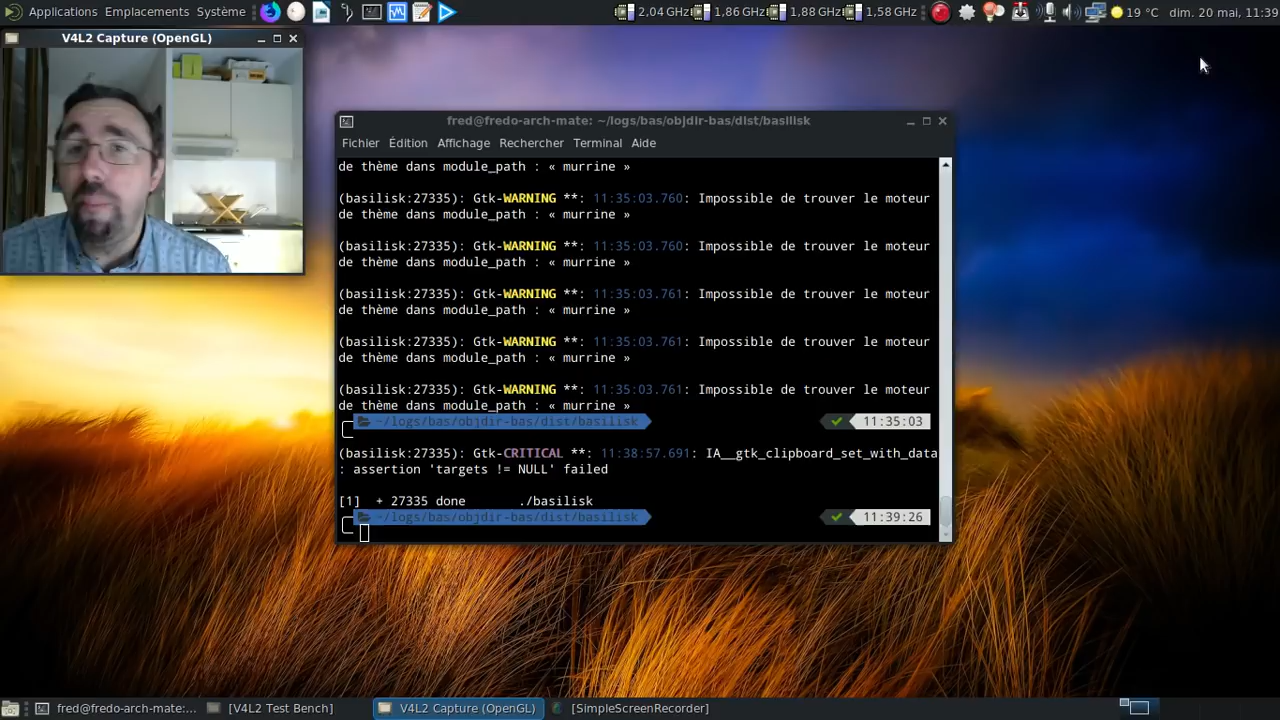 Applications Emplacements Système
2,04 GHz 1,86 GHz 1,88 GHz 1,58 GHz 19 °C dim. 20 mai, 11:39
V4L2 Capture (OpenGL)
fred@fredo-arch-mate: ~/logs/bas/objdir-bas/dist/basilisk
Fichier Édition Affichage Rechercher Terminal Aide
de thème dans module_path : « murrine »
(basilisk:27335): Gtk-WARNING **: 11:35:03.760: Impossible de trouver le moteur
de thème dans module_path : « murrine »
(basilisk:27335): Gtk-WARNING **: 11:35:03.760: Impossible de trouver le moteur
de thème dans module_path : « murrine »
(basilisk:27335): Gtk-WARNING **: 11:35:03.761: Impossible de trouver le moteur
de thème dans module_path : « murrine »
(basilisk:27335): Gtk-WARNING **: 11:35:03.761: Impossible de trouver le moteur
de thème dans module_path : « murrine »
(basilisk:27335): Gtk-WARNING **: 11:35:03.761: Impossible de trouver le moteur
de thème dans module_path : « murrine »
~/logs/bas/objdir-bas/dist/basilisk 11:35:03
(basilisk:27335): Gtk-CRITICAL **: 11:38:57.691: IA__gtk_clipboard_set_with_data
: assertion 'targets != NULL' failed
[1] + 27335 done ./basilisk
~/logs/bas/objdir-bas/dist/basilisk 11:39:26
fred@fredo-arch-mate:... [V4L2 Test Bench] V4L2 Capture (OpenGL) [SimpleScreenRecorder]